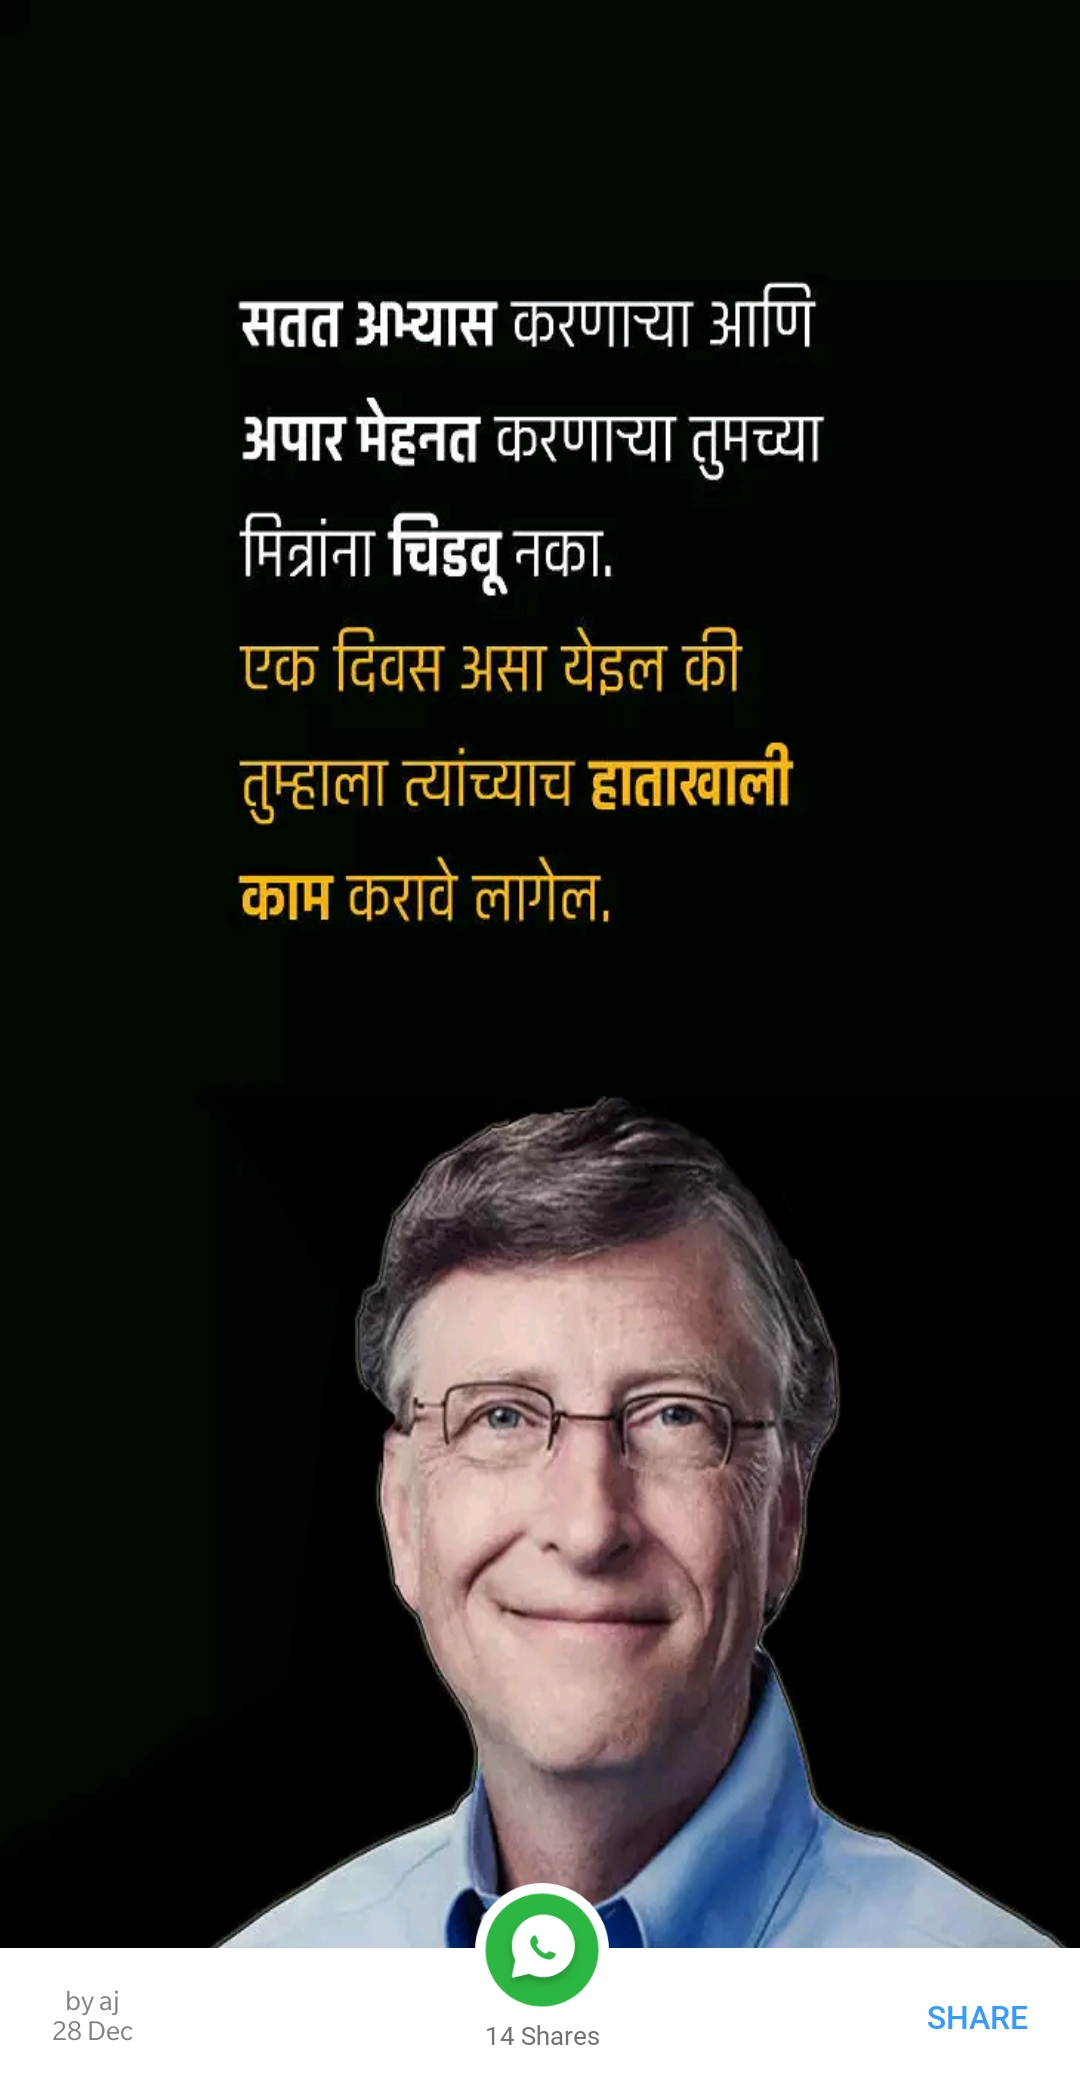 सतत अभ्यास करणाऱ्या आणि
अपार मेहनत करणाऱ्या तुमच्या
मित्रांना चिडवू नका.
एक दिवस असा येइल की
तुम्हाला त्यांच्याच हाताखाली
काम करावे लागेल.
by aj
28 Dec
14 Shares
SHARE